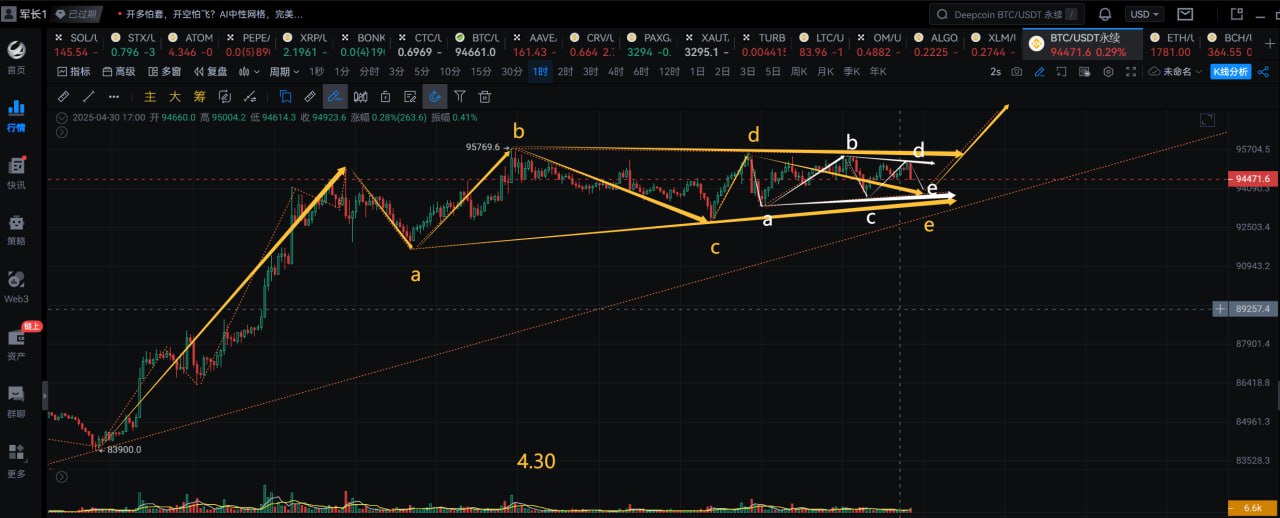 军长1 已过期 • 开多怕套，开空怕飞？AI中性网格，完美... Deepcoin BTC/USDT 永续 / USD
SOL/U STX/U ATOM PEPE/ XRP/U BONK CTC/U BTC/U AAVE/ CRV/U PAXG XAUT, TURB LTC/U OM/U ALGO XLM/U BTC/USDT永续 ETH/U BCH/U
145.54 - 0.796 -3 4.346 -0 0.0(5)89( 2.1961 - 0.0(4)19( 0.6969 - 94661.0 161.43 - 0.664 2. 3294 -0. 3295.1 - 0.00441! 83.96 -1 0.4882 - 0.2225 - 0.2744 - 94471.6 0.29% 1781.00 364.55 0
指标 高级 多窗 复盘 周期 1秒 1分 分时 3分 5分 10分 15分 30分 1时 2时 3时 4时 6时 12时 1日 2日 3日 5日 周K 月K 季K 年K 2s 未命名 K线分析
主 大 筹
2025-04-30 17:00 开 94660.0 高 95004.2 低 94614.3 收 94923.6 涨幅 0.28%(263.6) 振幅 0.41%
首页
行情
快讯
策略
Web3
链上
资产
群聊
更多
b
d
b
d
95769.6
a
c
a
c
e
e
83900.0
4.30
95704.5
94471.6
94090.3
92503.4
90943.2
89257.4
87901.4
86418.8
84961.3
83528.3
6.6k